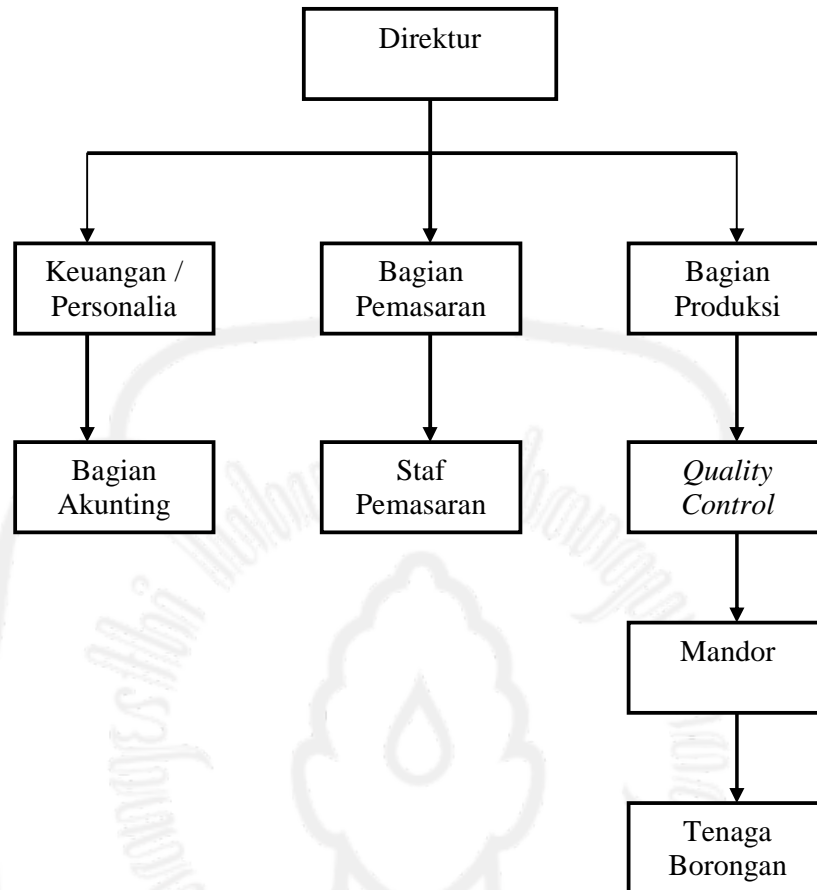 Direktur
Keuangan /
Personalia
Bagian
Pemasaran
Bagian
Produksi
Bagian
Akunting
Staf
Pemasaran
Quality
Control
Mandor
Tenaga
Borongan